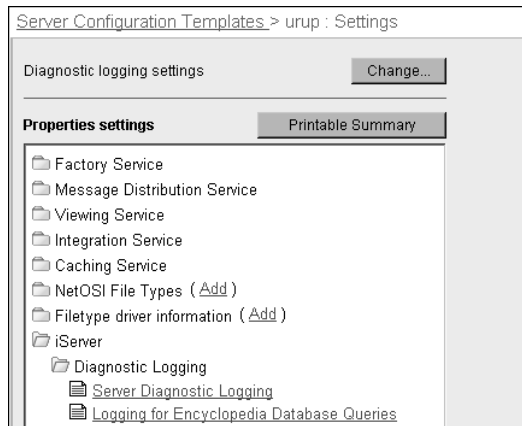 Server Configuration Templates > urup : Settings
Diagnostic logging settings
Change...
Properties settings
Printable Summary
Factory Service
Message Distribution Service
Viewing Service
Integration Service
Caching Service
NetOSI File Types ( Add )
Filetype driver information ( Add )
iServer
Diagnostic Logging
Server Diagnostic Logging
Logging for Encyclopedia Database Queries